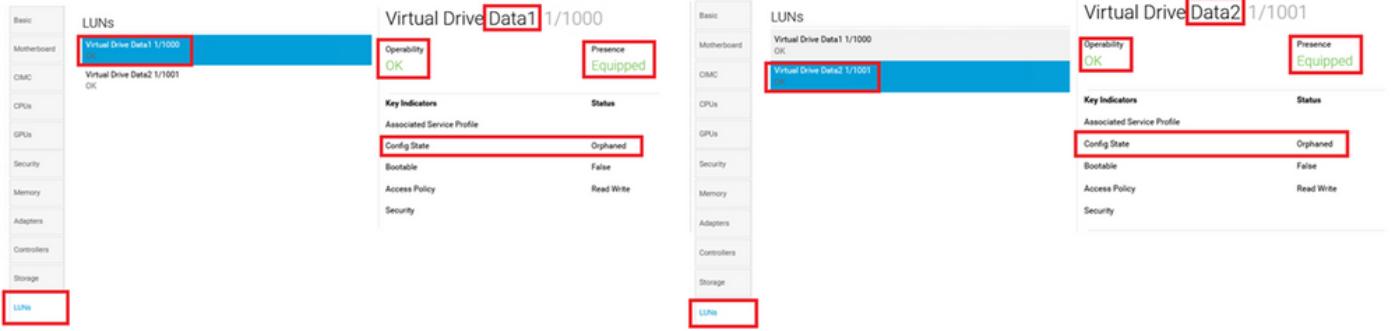 Basic
Motherboard
CIMC
CPUs
GPUs
Security
Memory
Adapters
Controllers
Storage
LUNs
LUNs
Virtual Drive Data1 1/1000
OK
Virtual Drive Data2 1/1001
OK
Virtual Drive Data1 1/1000
Operability Presence
OK Equipped
Key Indicators Status
Associated Service Profile
Config State Orphaned
Bootable False
Access Policy Read Write
Security
Basic
Motherboard
CIMC
CPUs
GPUs
Security
Memory
Adapters
Controllers
Storage
LUNs
LUNs
Virtual Drive Data1 1/1000
OK
Virtual Drive Data2 1/1001
OK
Virtual Drive Data2 1/1001
Operability Presence
OK Equipped
Key Indicators Status
Associated Service Profile
Config State Orphaned
Bootable False
Access Policy Read Write
Security